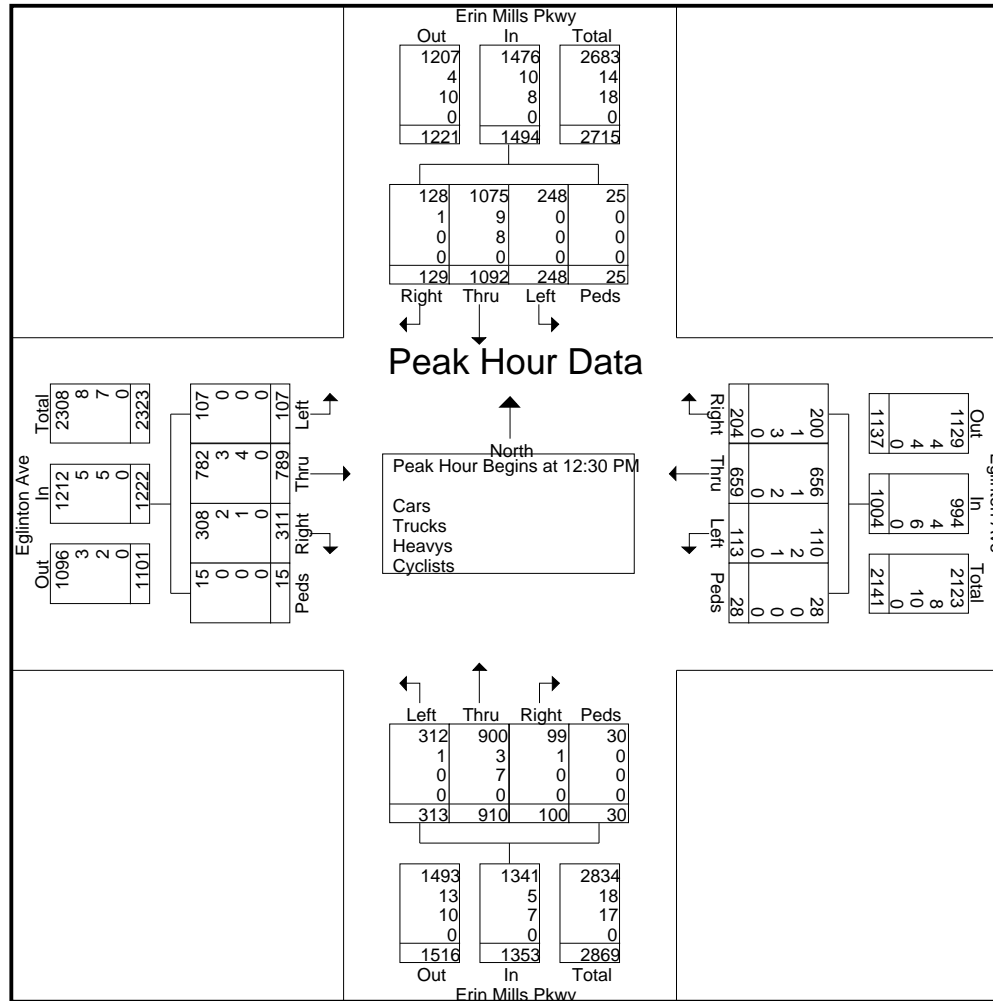 Erin Mills Pkwy
Out In Total
1207 1476 2683
4 10 14
10 8 18
0 0 0
1221 1494 2715
128 1075 248 25
1 9 0 0
0 8 0 0
0 0 0 0
129 1092 248 25
Right Thru Left Peds
Peak Hour Data
Eglinton Ave
Total
2308 8 7 0 2323
In
1212 5 5 0 1222
Out
1096 3 2 0 1101
107 0 0 0 107
Left
782 3 4 0 789
Thru
308 2 1 0 311
Right
15 0 0 0 15
Peds
North
Peak Hour Begins at 12:30 PM
Cars
Trucks
Heavys
Cyclists
Right
200 1 3 0 204
Thru
656 1 2 0 659
Left
110 2 1 0 113
Peds
28 0 0 0 28
Out
1129 4 4 0 1137
In
994 4 6 0 1004
Total
2123 8 10 0 2141
Left Thru Right Peds
312 900 99 30
1 3 1 0
0 7 0 0
0 0 0 0
313 910 100 30
1493 1341 2834
13 5 18
10 7 17
0 0 0
1516 1353 2869
Out In Total
Erin Mills Pkwy